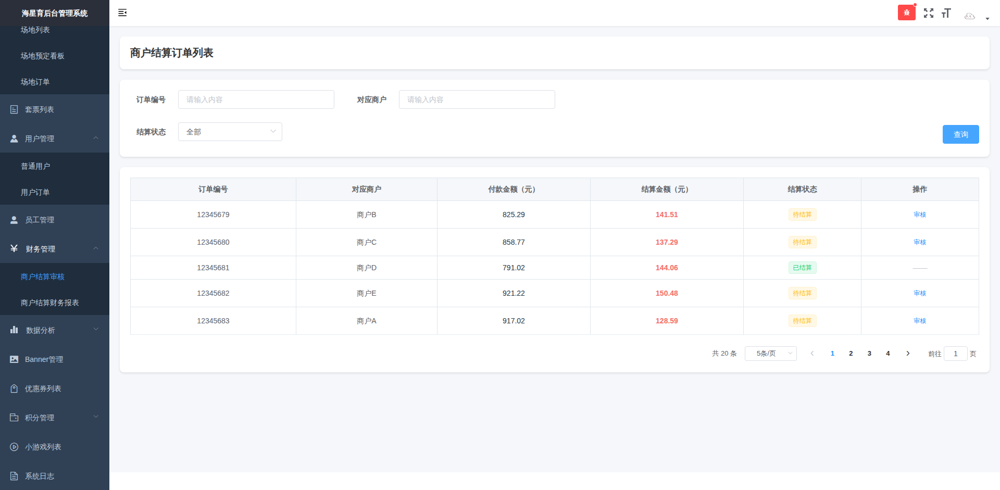 海星育后台管理系统
场地列表
场地预定看板
场地订单
套票列表
用户管理
普通用户
用户订单
员工管理
财务管理
商户结算审核
商户结算财务报表
数据分析
Banner管理
优惠券列表
积分管理
小游戏列表
系统日志
商户结算订单列表
订单编号 请输入内容 对应商户 请输入内容
结算状态 全部 查询
订单编号 对应商户 付款金额（元） 结算金额（元） 结算状态 操作
12345679 商户B 825.29 141.51 待结算 审核
12345680 商户C 858.77 137.29 待结算 审核
12345681 商户D 791.02 144.06 已结算 ——
12345682 商户E 921.22 150.48 待结算 审核
12345683 商户A 917.02 128.59 待结算 审核
共 20 条 5条/页 1 2 3 4 前往 1 页